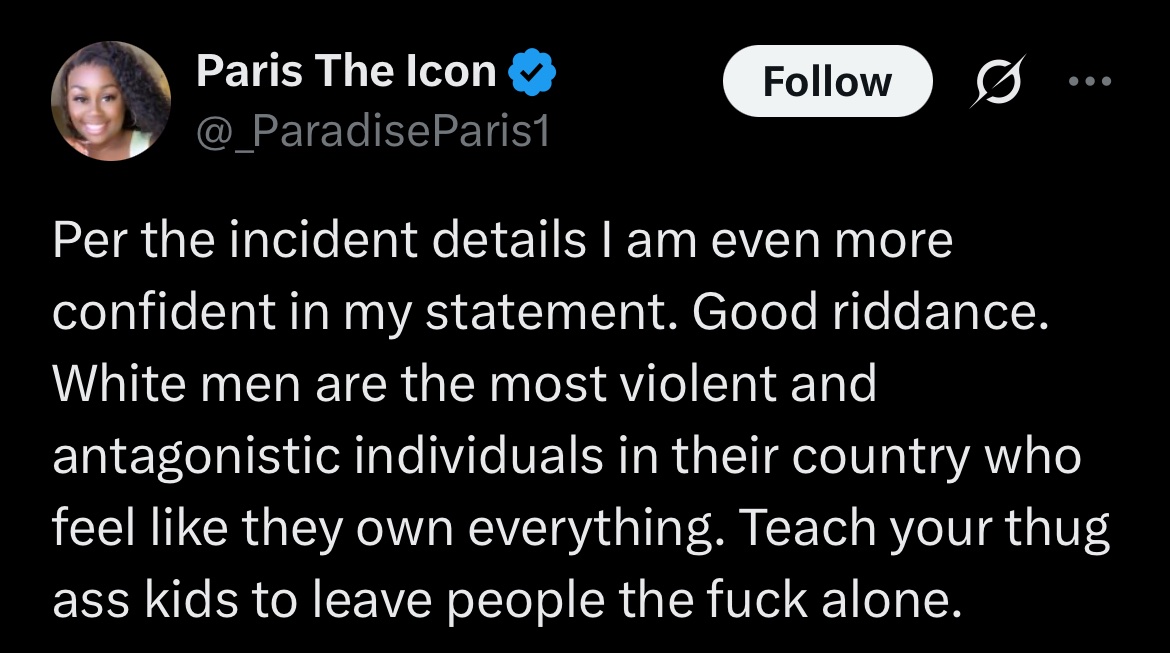 Paris The Icon
Follow
@_ParadiseParis1
Per the incident details I am even more
confident in my statement. Good riddance.
White men are the most violent and
antagonistic individuals in their country who
feel like they own everything. Teach your thug
ass kids to leave people the fuck alone.